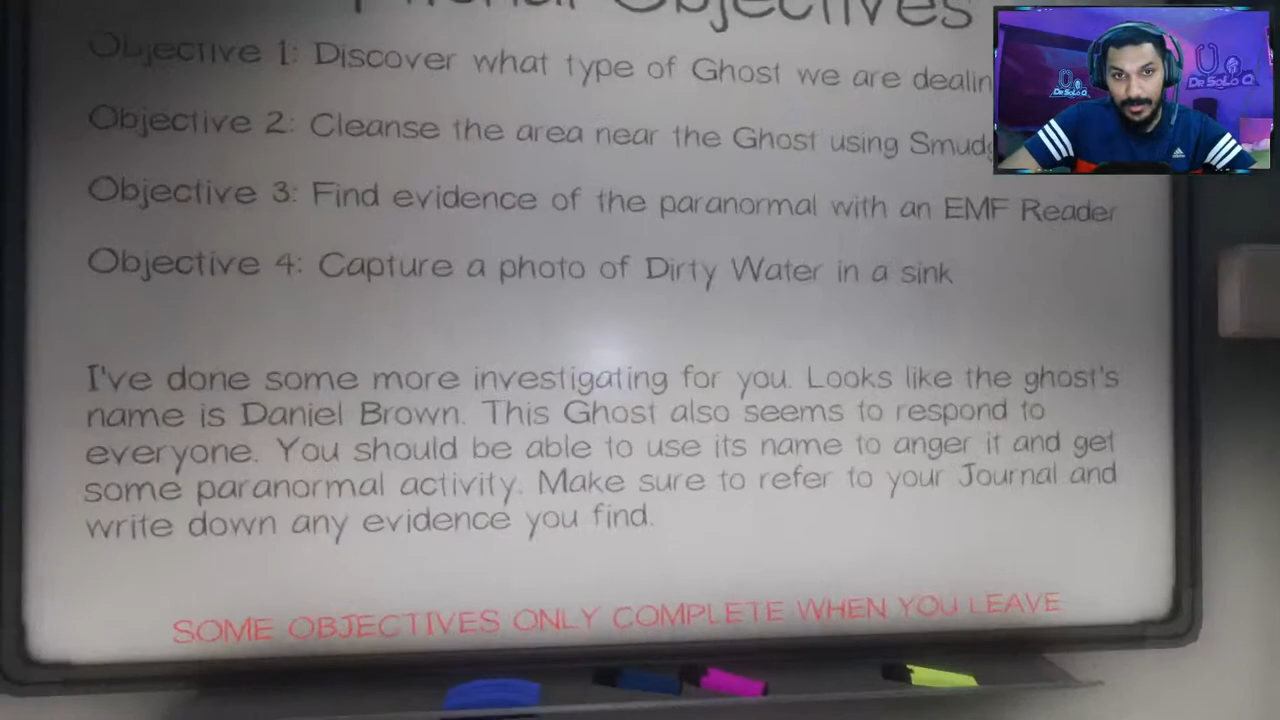 Objectives
Objective 1: Discover what type of Ghost we are
Objective 2: Cleanse the area near the Ghost using
Objective 3: Find evidence of the paranormal with an EMF Reader
Objective 4: Capture a photo of Dirty Water in a sink
I've done some more investigating for you. Looks like the ghost's
name is Daniel Brown. This Ghost also seems to respond to
everyone. You should be able to use its name to anger it and get
some paranormal activity. Make sure to refer to your Journal and
write down any evidence you find.
SOME OBJECTIVES ONLY COMPLETE WHEN YOU LEAVE
DR SOLO Q
DR SOLO Q